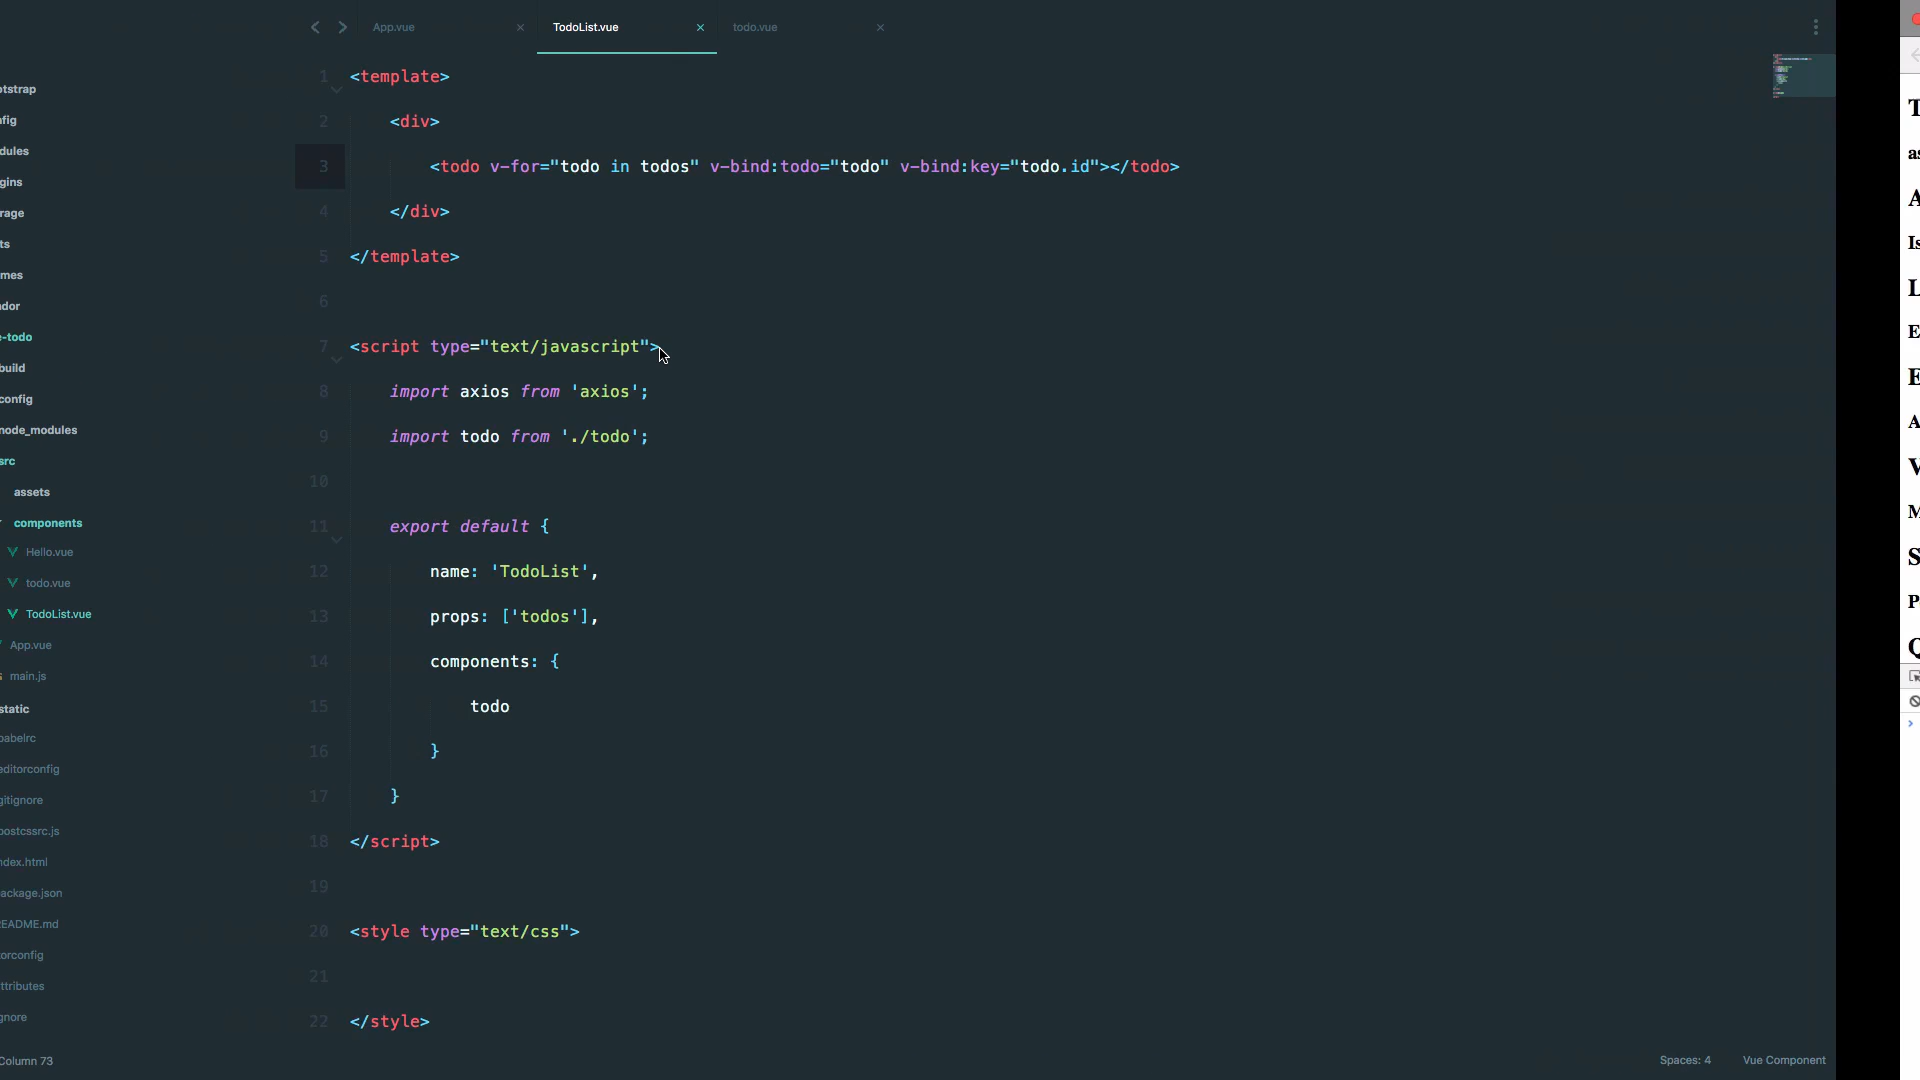 App.vue
TodoList.vue
todo.vue
otstrap
fig
dules
gins
rage
ts
mes
dor
e-todo
build
config
node_modules
src
assets
components
Hello.vue
todo.vue
TodoList.vue
App.vue
main.js
static
babelrc
editorconfig
gitignore
postcssrc.js
ndex.html
ackage.json
EADME.md
orconfig
ttributes
gnore
Column 73
1 <template>
2 <div>
3 <todo v-for="todo in todos" v-bind:todo="todo" v-bind:key="todo.id"></todo>
4 </div>
5 </template>
6
7 <script type="text/javascript">
8 import axios from 'axios';
9 import todo from './todo';
10
11 export default {
12 name: 'TodoList',
13 props: ['todos'],
14 components: {
15 todo
16 }
17 }
18 </script>
19
20 <style type="text/css">
21
22 </style>
Spaces: 4
Vue Component
T
as
A
Is
L
E
E
A
V
M
S
P
Q